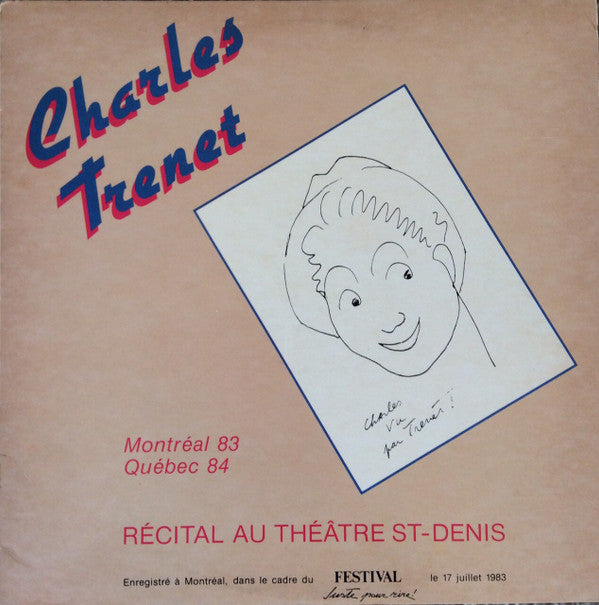 Charles
Trenet
Charles
Vu
par Trenet!
Montréal 83
Québec 84
RÉCITAL AU THÉÂTRE ST-DENIS
Enregistré à Montréal, dans le cadre du FESTIVAL le 17 juillet 1983
Juste pour rire!